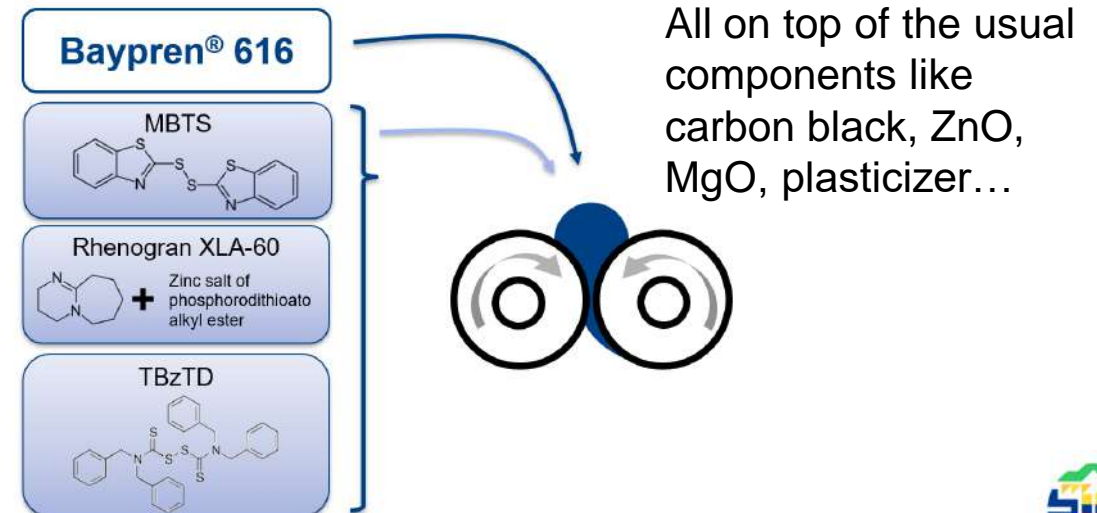 Baypren® 616
All on top of the usual
components like
carbon black, ZnO,
MgO, plasticizer…
MBTS
S
N
S
S
S
N
Rhenogran XLA-60
N
N
+
Zinc salt of
phosphorodithioato
alkyl ester
TBzTD
S
N
S
S
N
S